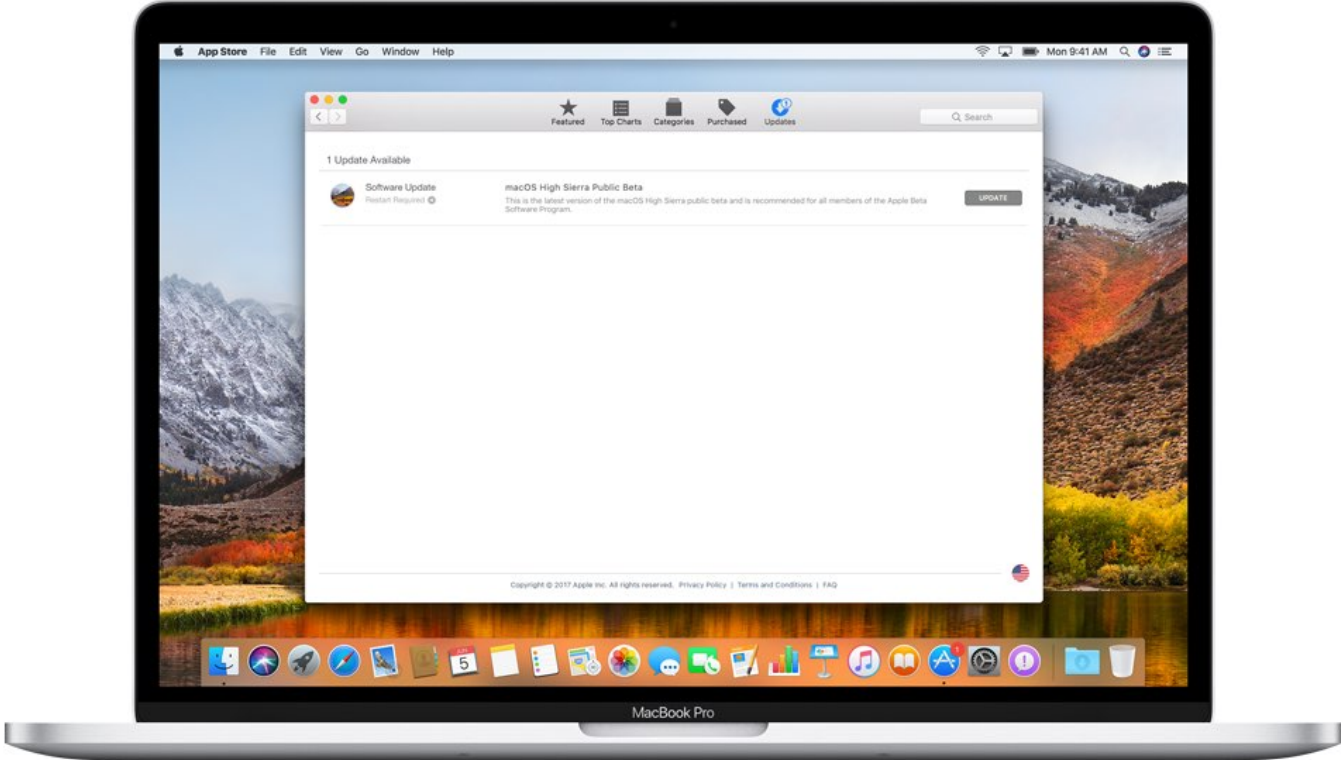 App Store File Edit View Go Window Help Mon 9:41 AM
Featured Top Charts Categories Purchased Updates Search
1 Update Available
Software Update
Restart Required
macOS High Sierra Public Beta
This is the latest version of the macOS High Sierra public beta and is recommended for all members of the Apple Beta
Software Program.
UPDATE
Copyright © 2017 Apple Inc. All rights reserved. Privacy Policy | Terms and Conditions | FAQ
JUN
5
1
MacBook Pro